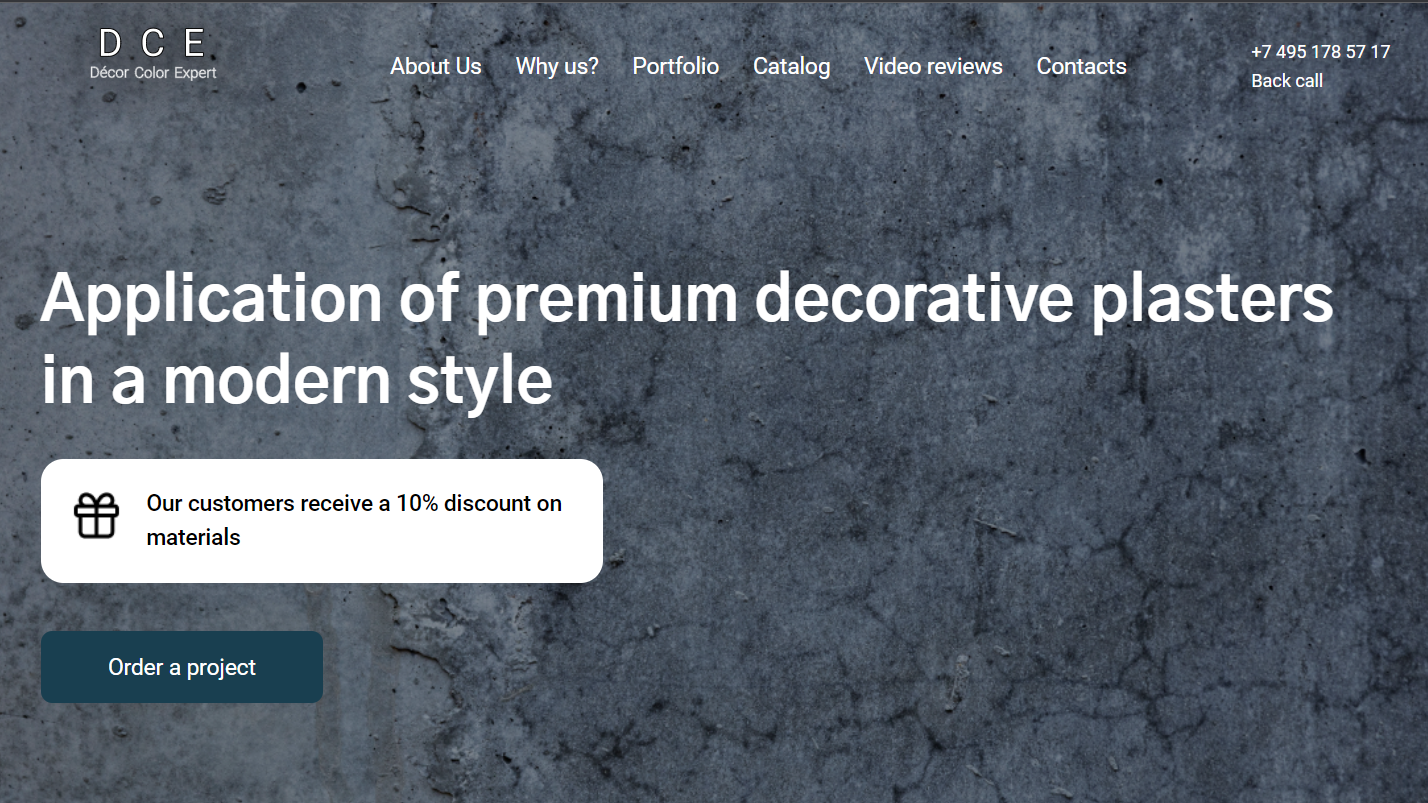 D C E
Décor Color Expert
About Us Why us? Portfolio Catalog Video reviews Contacts
+7 495 178 57 17
Back call
Application of premium decorative plasters
in a modern style
Our customers receive a 10% discount on
materials
Order a project